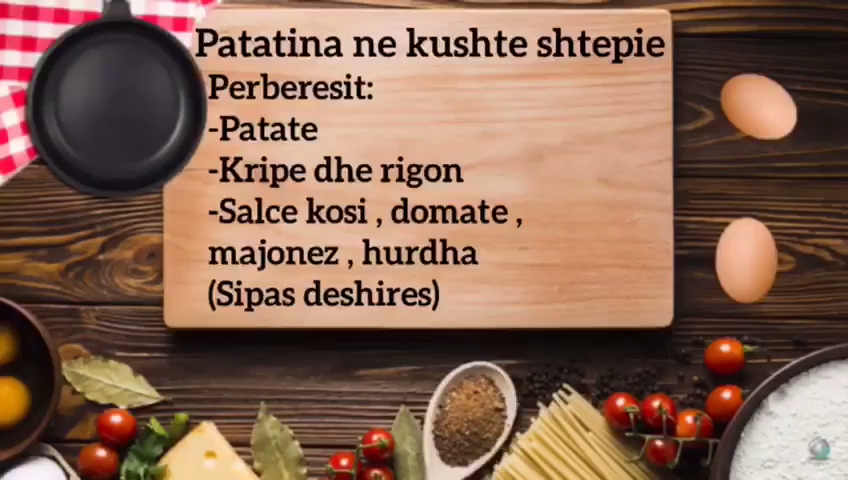 Patatina ne kushte shtepie
Perberesit:
-Patate
-Kripe dhe rigon
-Salce kosi , domate ,
majonez , hurdha
(Sipas deshires)